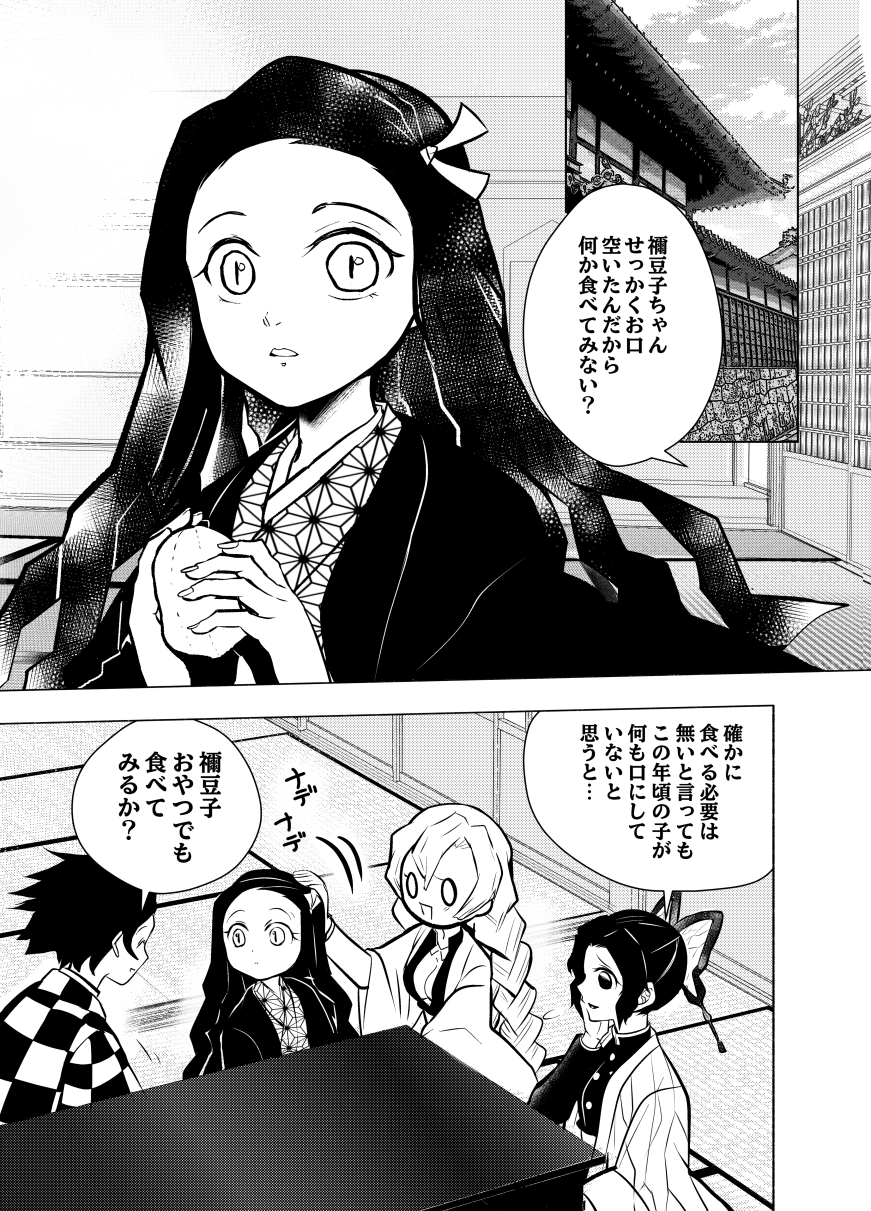 禰豆子ちゃん
せっかくお口
空いたんだから
何か食べてみない?
確かに
食べる必要は
無いと言っても
この年頃の子が
何も口にして
いないと
思うと…
ナデ
ナデ
禰豆子
おやつでも
食べて
みるか?